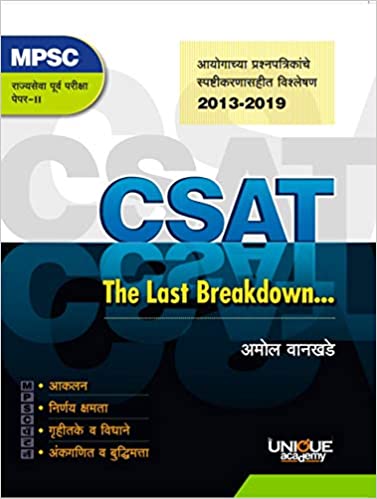 MPSC
राज्यसेवा पूर्व परीक्षा
पेपर-II
आयोगाच्या प्रश्नपत्रिकांचे
स्पष्टीकरणासहीत विश्लेषण
2013-2019
CSAT
The Last Breakdown...
अमोल वानखडे
• आकलन
• निर्णय क्षमता
• गृहीतके व विधाने
• अंकगणित व बुद्धिमत्ता
UNIQUE
academy